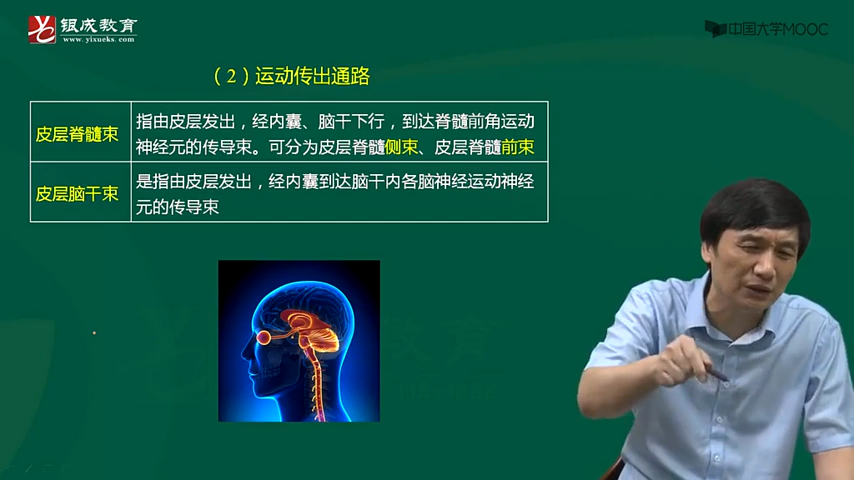 银成教育
www.yixueks.com
中国大学MOOC
（2）运动传出通路
皮层脊髓束
指由皮层发出，经内囊、脑干下行，到达脊髓前角运动
神经元的传导束。可分为皮层脊髓侧束、皮层脊髓前束
皮层脑干束
是指由皮层发出，经内囊到达脑干内各脑神经运动神经
元的传导束
教育